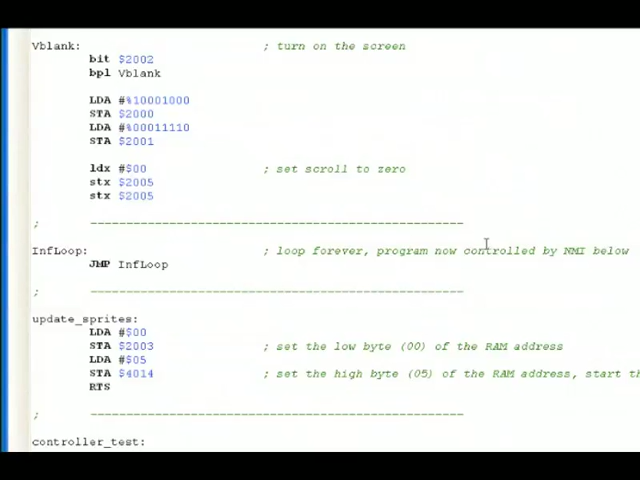 Vblank: ; turn on the screen
bit $2002
bpl Vblank
LDA #%10001000
STA $2000
LDA #%00011110
STA $2001
ldx #$00 ; set scroll to zero
stx $2005
stx $2005
; ----------------------------------------------------
InfLoop: ; loop forever, program now controlled by NMI below
JMP InfLoop
; ----------------------------------------------------
update_sprites:
LDA #$00
STA $2003 ; set the low byte (00) of the RAM address
LDA #$05
STA $4014 ; set the high byte (05) of the RAM address, start th
RTS
; ----------------------------------------------------
controller_test: